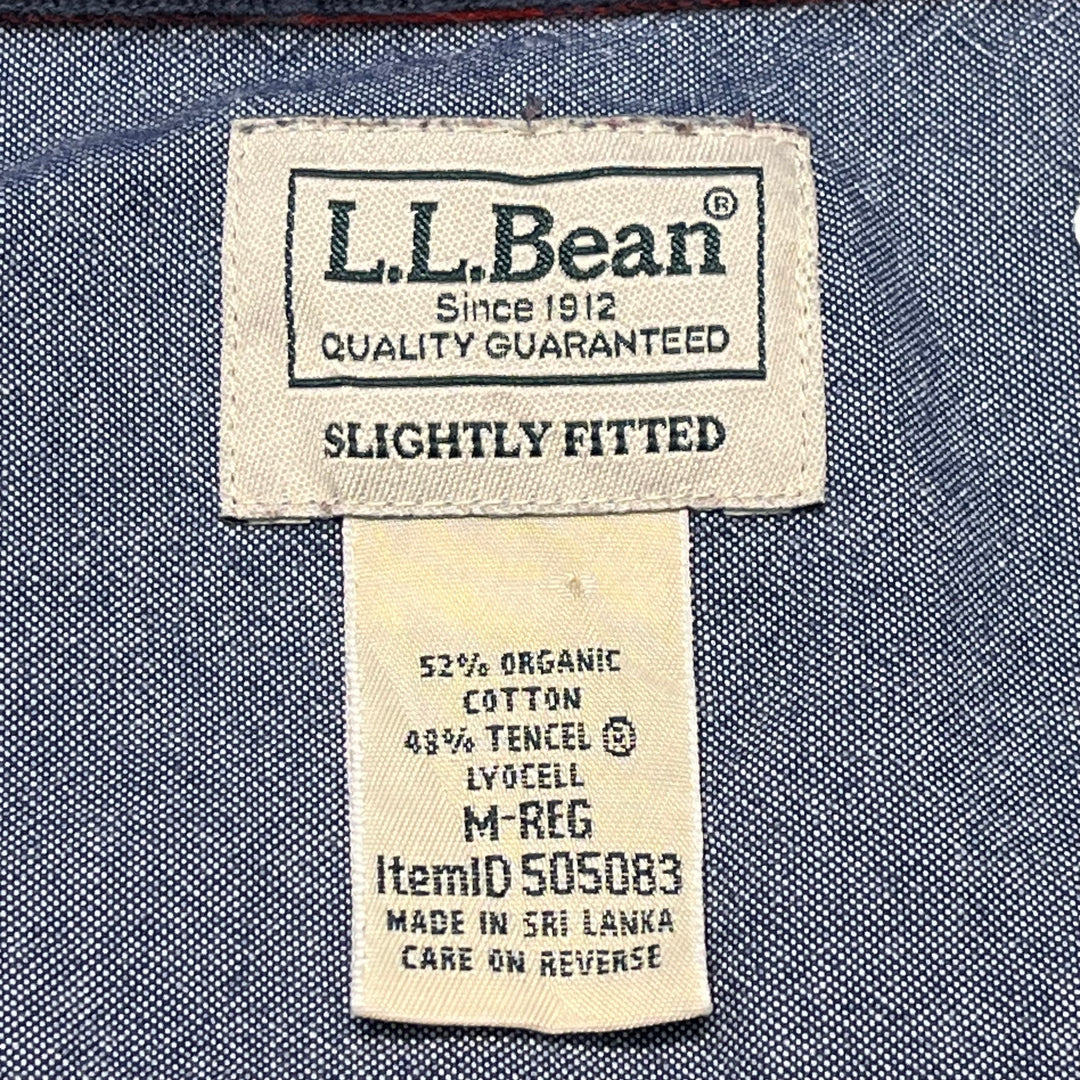 L.L.Bean®
Since 1912
QUALITY GUARANTEED
SLIGHTLY FITTED
52% ORGANIC
COTTON
48% TENCEL ®
LYOCELL
M-REG
ItemID 505083
MADE IN SRI LANKA
CARE ON REVERSE